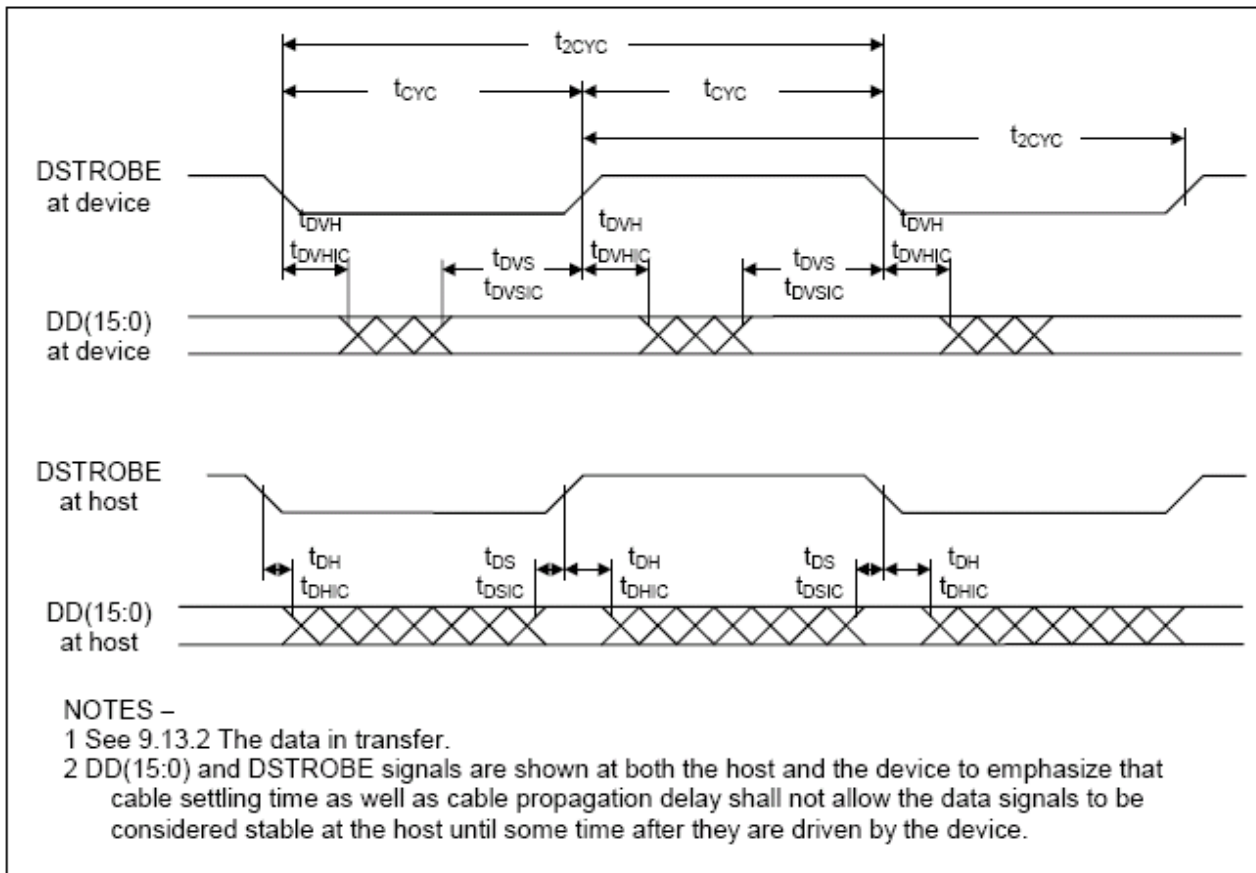 t2CYC
tCYC tCYC
t2CYC
DSTROBE
at device
tDVH tDVH tDVH
tDVHIC tDVS tDVHIC tDVS tDVHIC
tDVSIC tDVSIC
DD(15:0)
at device
DSTROBE
at host
tDH tDS tDH tDS tDH
tDHIC tDSIC tDHIC tDSIC tDHIC
DD(15:0)
at host
NOTES –
1 See 9.13.2 The data in transfer.
2 DD(15:0) and DSTROBE signals are shown at both the host and the device to emphasize that
cable settling time as well as cable propagation delay shall not allow the data signals to be
considered stable at the host until some time after they are driven by the device.